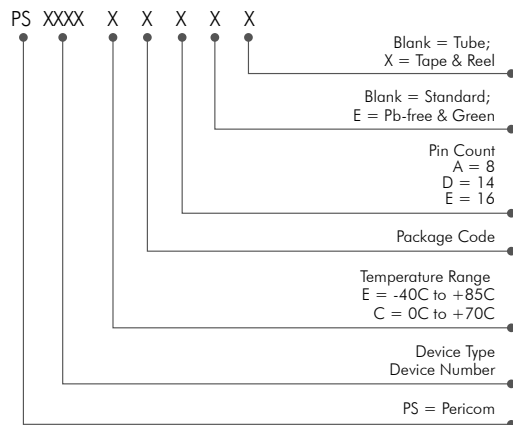 PS XXXX X X X X X
Blank = Tube;
X = Tape & Reel
Blank = Standard;
E = Pb-free & Green
Pin Count
A = 8
D = 14
E = 16
Package Code
Temperature Range
E = -40C to +85C
C = 0C to +70C
Device Type
Device Number
PS = Pericom